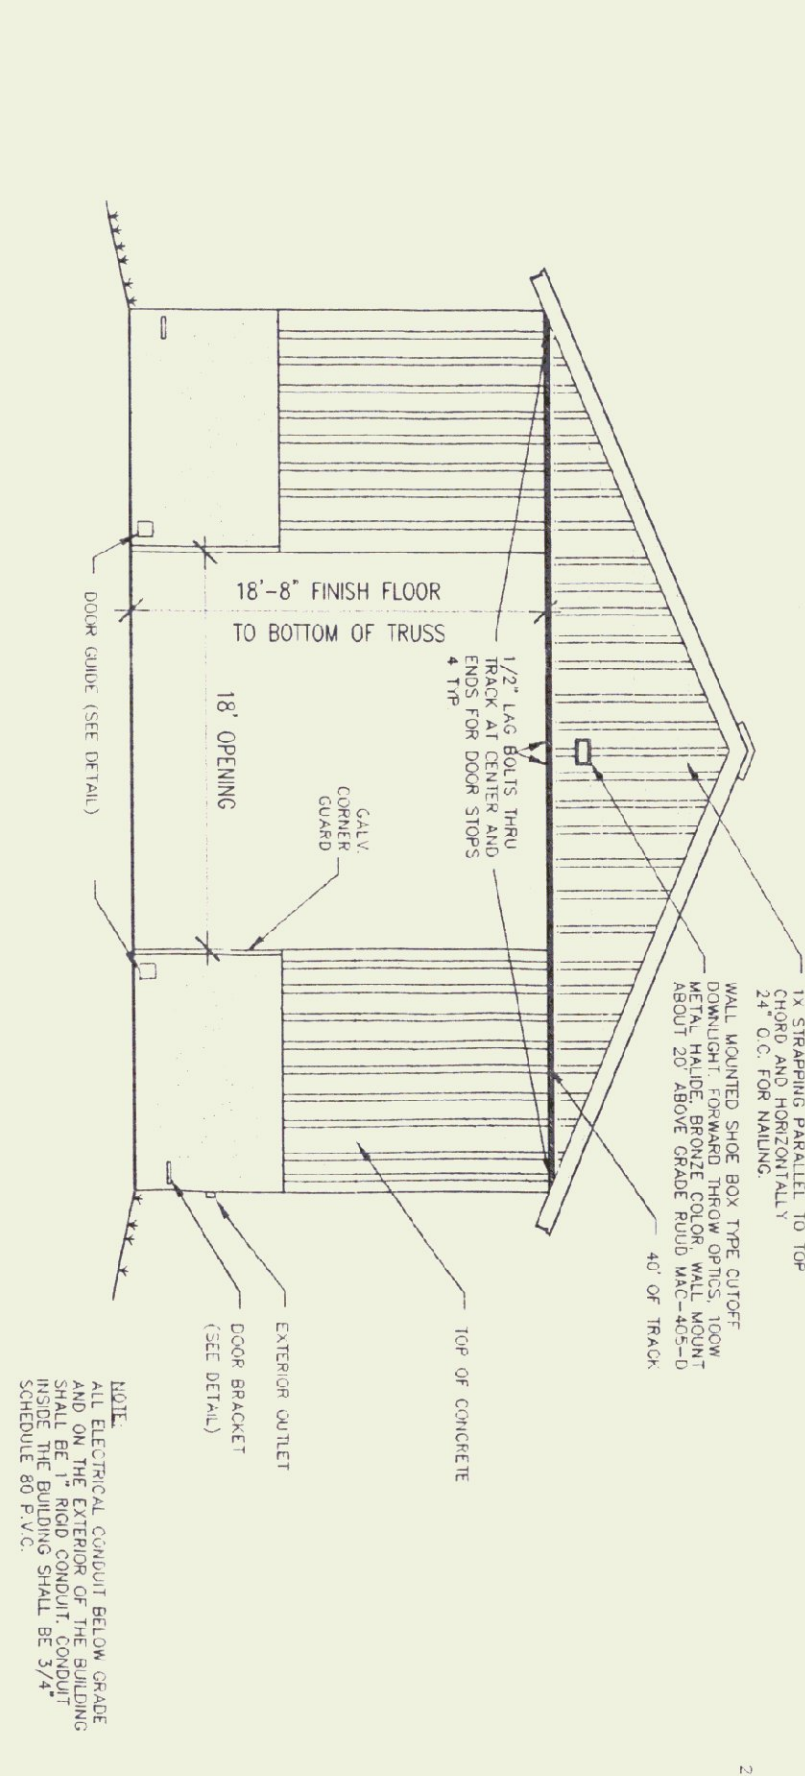 1X STRAPPING PARALLEL TO TOP
CHORD AND HORIZONTALLY
24" O.C. FOR NAILING.
WALL MOUNTED SHOE BOX TYPE CUTOFF
DOWNLIGHT. FORWARD THROW OPTICS, 100W
METAL HALIDE, BRONZE COLOR, WALL MOUNT
ABOUT 20' ABOVE GRADE RUUD MAC-405-D
40' OF TRACK
1/2" LAG BOLTS THRU
TRACK AT CENTER AND
ENDS FOR DOOR STOPS
4 TYP
18'-8" FINISH FLOOR
TO BOTTOM OF TRUSS
18' OPENING
GALV.
CORNER
GUARD
DOOR GUIDE (SEE DETAIL)
TOP OF CONCRETE
EXTERIOR OUTLET
DOOR BRACKET
(SEE DETAIL)
NOTE:
ALL ELECTRICAL CONDUIT BELOW GRADE
AND ON THE EXTERIOR OF THE BUILDING
SHALL BE 1" RIGID CONDUIT. CONDUIT
INSIDE THE BUILDING SHALL BE 3/4"
SCHEDULE 80 P.V.C.
2